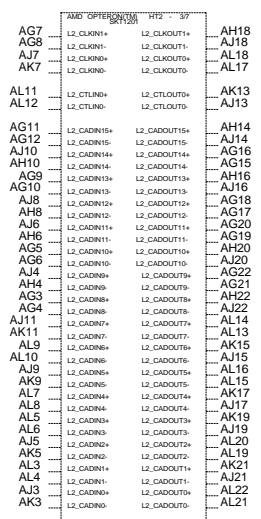 AMD OPTERON(TM) HT2 - 3/7
SKT1201
AG7 L2_CLKIN1+ L2_CLKOUT1+ AH18
AG8 L2_CLKIN1- L2_CLKOUT1- AJ18
AJ7 L2_CLKIN0+ L2_CLKOUT0+ AL18
AK7 L2_CLKIN0- L2_CLKOUT0- AL17
AL11 L2_CTLIN0+ L2_CTLOUT0+ AK13
AL12 L2_CTLIN0- L2_CTLOUT0- AJ13
AG11 L2_CADIN15+ L2_CADOUT15+ AH14
AG12 L2_CADIN15- L2_CADOUT15- AJ14
AJ10 L2_CADIN14+ L2_CADOUT14+ AG16
AH10 L2_CADIN14- L2_CADOUT14- AG15
AG9 L2_CADIN13+ L2_CADOUT13+ AH16
AG10 L2_CADIN13- L2_CADOUT13- AJ16
AJ8 L2_CADIN12+ L2_CADOUT12+ AG18
AH8 L2_CADIN12- L2_CADOUT12- AG17
AJ6 L2_CADIN11+ L2_CADOUT11+ AG20
AH6 L2_CADIN11- L2_CADOUT11- AG19
AG5 L2_CADIN10+ L2_CADOUT10+ AH20
AG6 L2_CADIN10- L2_CADOUT10- AJ20
AJ4 L2_CADIN9+ L2_CADOUT9+ AG22
AH4 L2_CADIN9- L2_CADOUT9- AG21
AG3 L2_CADIN8+ L2_CADOUT8+ AH22
AG4 L2_CADIN8- L2_CADOUT8- AJ22
AJ11 L2_CADIN7+ L2_CADOUT7+ AL14
AK11 L2_CADIN7- L2_CADOUT7- AL13
AL9 L2_CADIN6+ L2_CADOUT6+ AK15
AL10 L2_CADIN6- L2_CADOUT6- AJ15
AJ9 L2_CADIN5+ L2_CADOUT5+ AL16
AK9 L2_CADIN5- L2_CADOUT5- AL15
AL7 L2_CADIN4+ L2_CADOUT4+ AK17
AL8 L2_CADIN4- L2_CADOUT4- AJ17
AL5 L2_CADIN3+ L2_CADOUT3+ AK19
AL6 L2_CADIN3- L2_CADOUT3- AJ19
AJ5 L2_CADIN2+ L2_CADOUT2+ AL20
AK5 L2_CADIN2- L2_CADOUT2- AL19
AL3 L2_CADIN1+ L2_CADOUT1+ AK21
AL4 L2_CADIN1- L2_CADOUT1- AJ21
AJ3 L2_CADIN0+ L2_CADOUT0+ AL22
AK3 L2_CADIN0- L2_CADOUT0- AL21